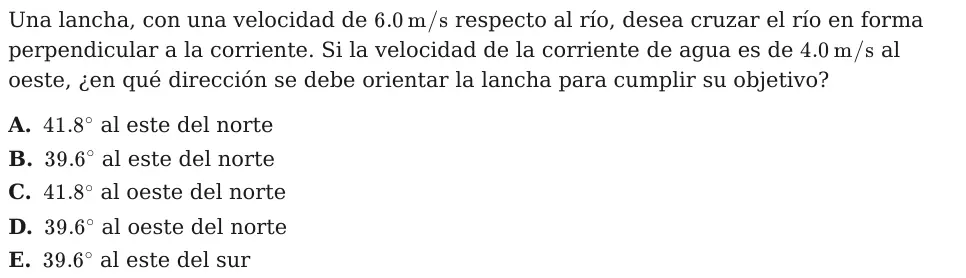 Una lancha, con una velocidad de 6.0 m/s respecto al río, desea cruzar el río en forma
perpendicular a la corriente. Si la velocidad de la corriente de agua es de 4.0 m/s al
oeste, ¿en qué dirección se debe orientar la lancha para cumplir su objetivo?
A. 41.8° al este del norte
B. 39.6° al este del norte
C. 41.8° al oeste del norte
D. 39.6° al oeste del norte
E. 39.6° al este del sur